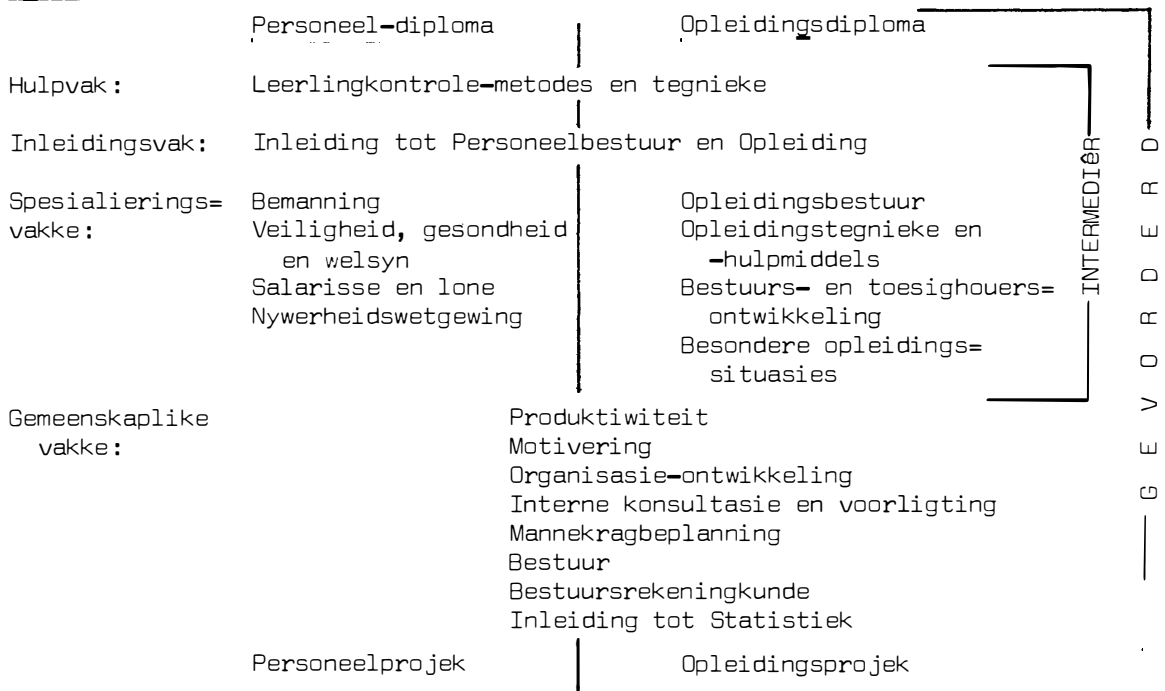 Personeel-diploma Opleidingsdiploma
Hulpvak: Leerlingkontrole-metodes en tegnieke
Inleidingsvak: Inleiding tot Personeelbestuur en Opleiding
Spesialierings= Bemanning Opleidingsbestuur
vakke: Veiligheid, gesondheid Opleidingstegnieke en
en welsyn -hulpmiddels
Salarisse en lone Bestuurs- en toesighouers=
Nywerheidswetgewing ontwikkeling
Besondere opleidings=
situasies
INTERMEDIêR
GEVORDERD
Gemeenskaplike Produktiwiteit
vakke: Motivering
Organisasie-ontwikkeling
Interne konsultasie en voorligting
Mannekragbeplanning
Bestuur
Bestuursrekeningkunde
Inleiding tot Statistiek
Personeelprojek Opleidingsprojek